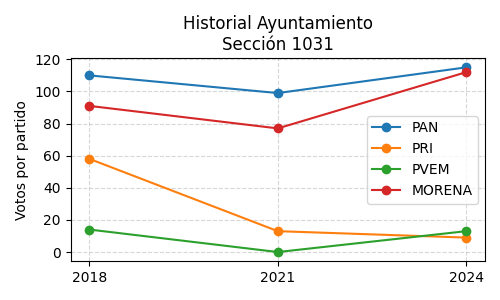 Historial Ayuntamiento
Sección 1031
Votos por partido
120
100
80
60
40
20
0
2018
2021
2024
PAN
PRI
PVEM
MORENA